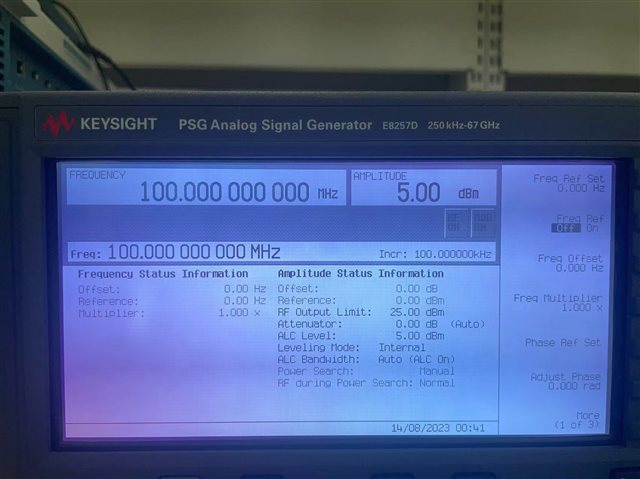 KEYSIGHT PSG Analog Signal Generator E8257D 250 kHz-67 GHz
FREQUENCY
100.000 000 000 MHz
AMPLITUDE
5.00 dBm
RF ON
MOD ON
Freq: 100.000 000 000 MHz
Incr: 100.000000kHz
Frequency Status Information
Offset: 0.00 Hz
Reference: 0.00 Hz
Multiplier: 1.000 x
Amplitude Status Information
Offset: 0.00 dB
Reference: 0.00 dBm
RF Output Limit: 25.00 dBm
Attenuator: 0.00 dB (Auto)
ALC Level: 5.00 dBm
Leveling Mode: Internal
ALC Bandwidth: Auto (ALC On)
Power Search: Manual
RF during Power Search: Normal
14/08/2023 00:41
Freq Ref Set
0.000 Hz
Freq Ref
Off On
Freq Offset
0.000 Hz
Freq Multiplier
1.000 x
Phase Ref Set
Adjust Phase
0.000 rad
More
(1 of 3)